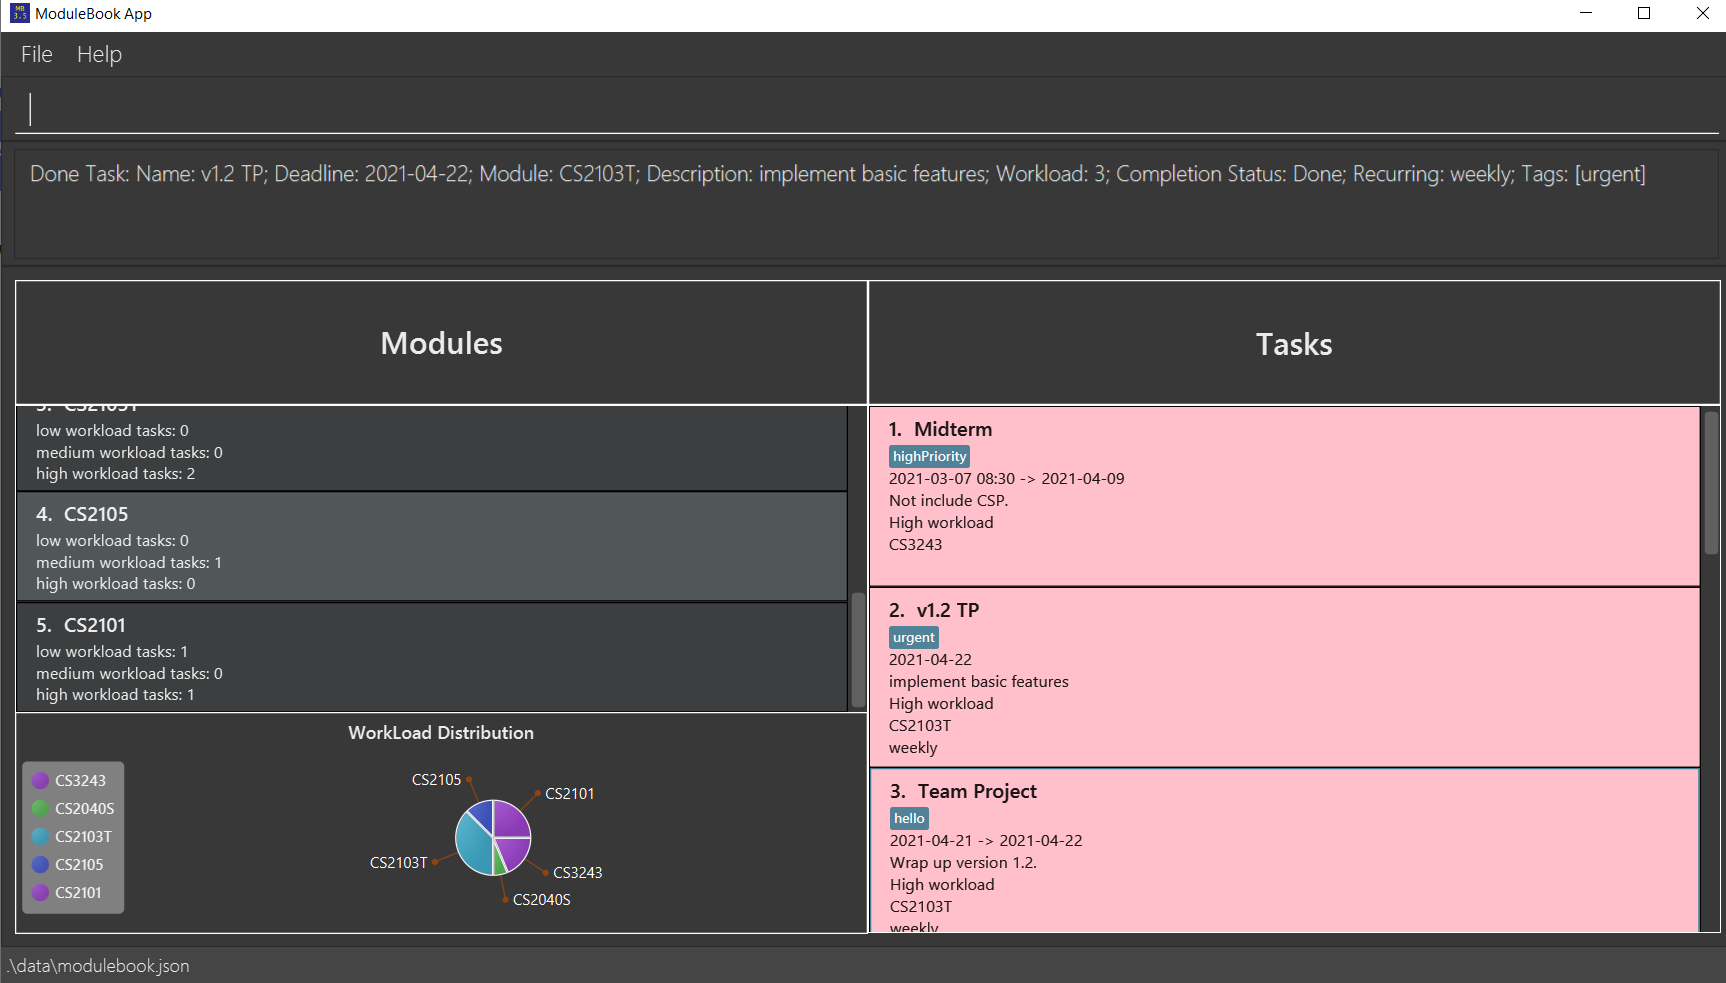 MB
3.5
ModuleBook App
File Help
Done Task: Name: v1.2 TP; Deadline: 2021-04-22; Module: CS2103T; Description: implement basic features; Workload: 3; Completion Status: Done; Recurring: weekly; Tags: [urgent]
Modules
3. CS2103T
low workload tasks: 0
medium workload tasks: 0
high workload tasks: 2
4. CS2105
low workload tasks: 0
medium workload tasks: 1
high workload tasks: 0
5. CS2101
low workload tasks: 1
medium workload tasks: 0
high workload tasks: 1
WorkLoad Distribution
CS3243
CS2040S
CS2103T
CS2105
CS2101
CS2105
CS2101
CS2103T
CS3243
CS2040S
Tasks
1. Midterm
highPriority
2021-03-07 08:30 -> 2021-04-09
Not include CSP.
High workload
CS3243
2. v1.2 TP
urgent
2021-04-22
implement basic features
High workload
CS2103T
weekly
3. Team Project
hello
2021-04-21 -> 2021-04-22
Wrap up version 1.2.
High workload
CS2103T
weekly
.\data\modulebook.json